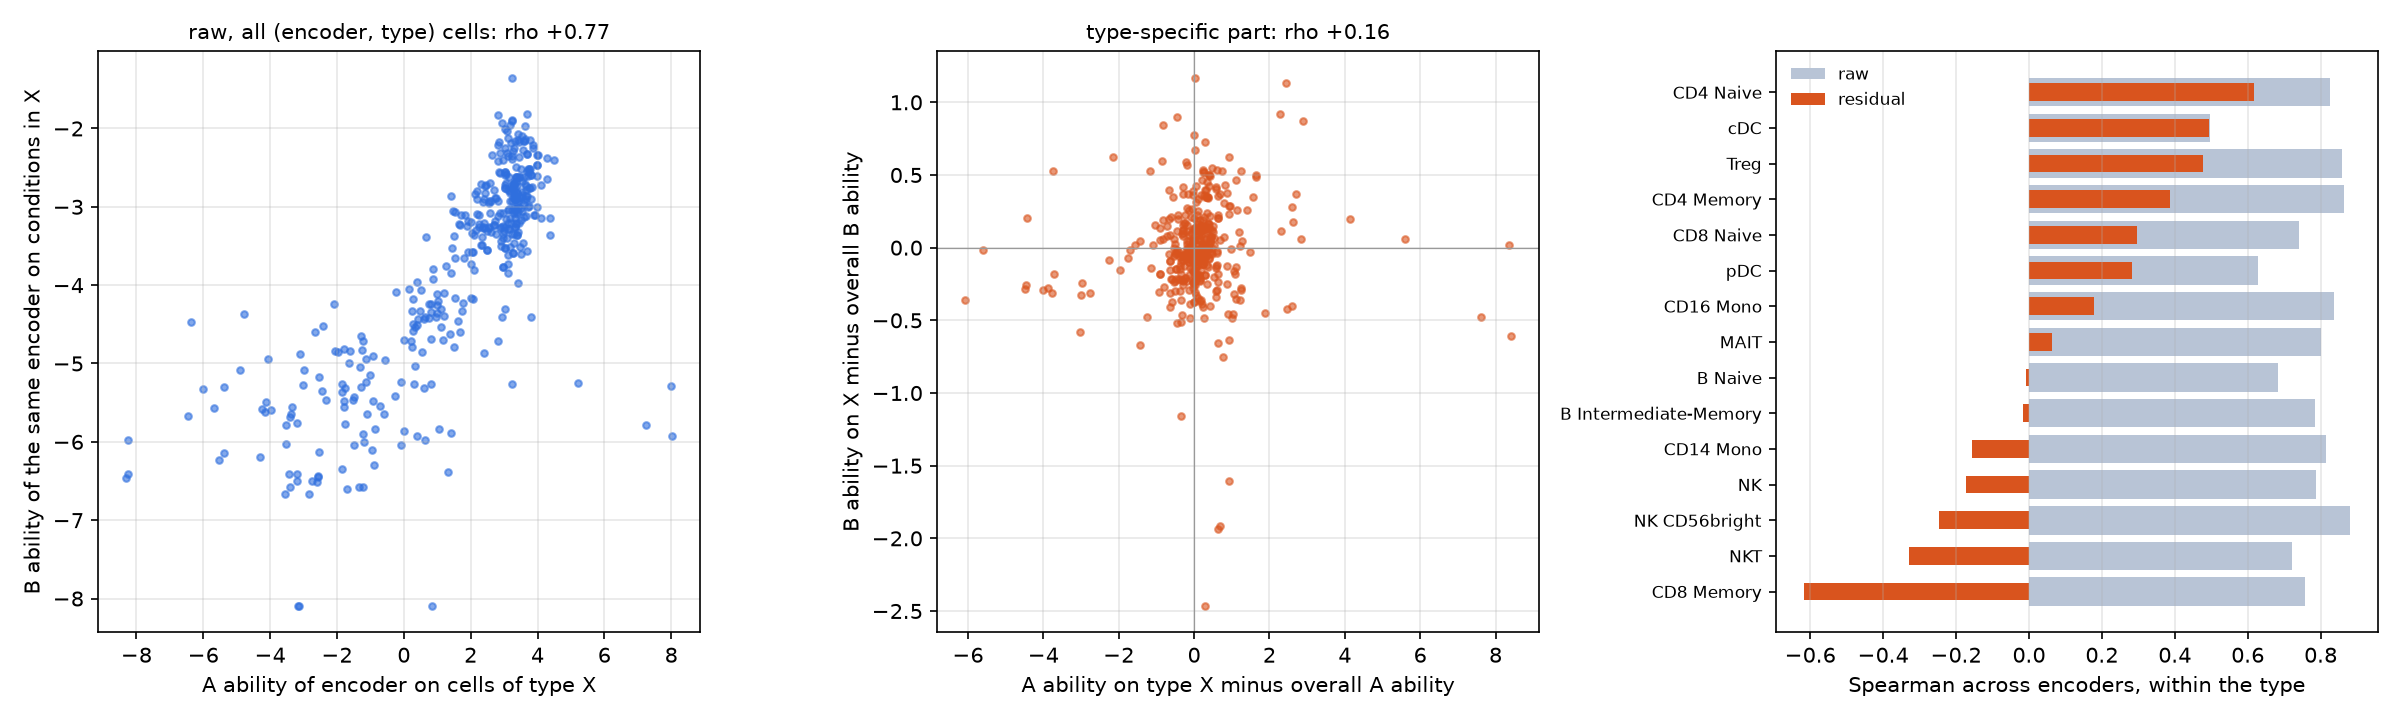 raw, all (encoder, type) cells: rho +0.77
B ability of the same encoder on conditions in X
−2
−3
−4
−5
−6
−7
−8
−8 −6 −4 −2 0 2 4 6 8
A ability of encoder on cells of type X
type-specific part: rho +0.16
B ability on X minus overall B ability
1.0
0.5
0.0
−0.5
−1.0
−1.5
−2.0
−2.5
−6 −4 −2 0 2 4 6 8
A ability on type X minus overall A ability
raw
residual
CD4 Naive
cDC
Treg
CD4 Memory
CD8 Naive
pDC
CD16 Mono
MAIT
B Naive
B Intermediate-Memory
CD14 Mono
NK
NK CD56bright
NKT
CD8 Memory
−0.6 −0.4 −0.2 0.0 0.2 0.4 0.6 0.8
Spearman across encoders, within the type